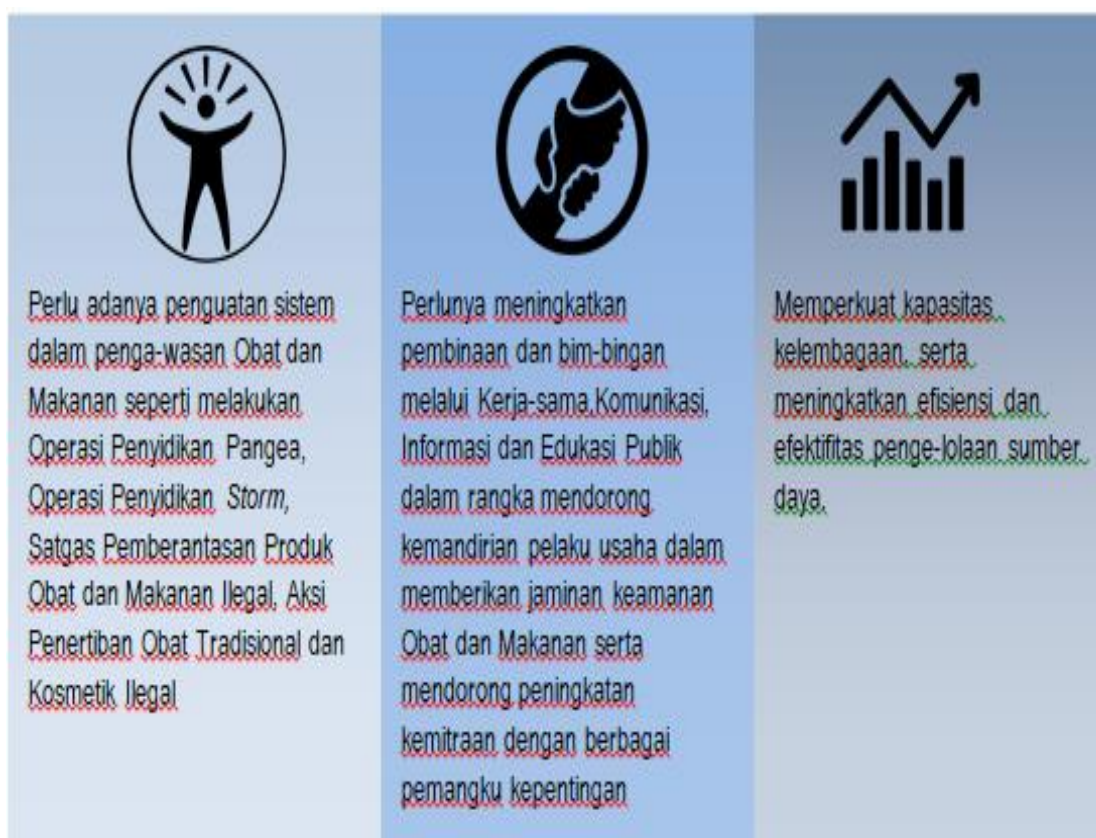 Perlu adanya penguatan sistem
dalam penga-wasan Obat dan
Makanan seperti melakukan
Operasi Penyidikan Pangea,
Operasi Penyidikan Storm,
Satgas Pemberantasan Produk
Obat dan Makanan Ilegal, Aksi
Penertiban Obat Tradisional dan
Kosmetik Ilegal
Perlunya meningkatkan
pembinaan dan bim-bingan
melalui Kerja-sama,Komunikasi,
Informasi dan Edukasi Publik
dalam rangka mendorong
kemandirian pelaku usaha dalam
memberikan jaminan keamanan
Obat dan Makanan serta
mendorong peningkatan
kemitraan dengan berbagai
pemangku kepentingan
Memperkuat kapasitas
kelembagaan, serta
meningkatkan efisiensi dan
efektifitas penge-lolaan sumber
daya.